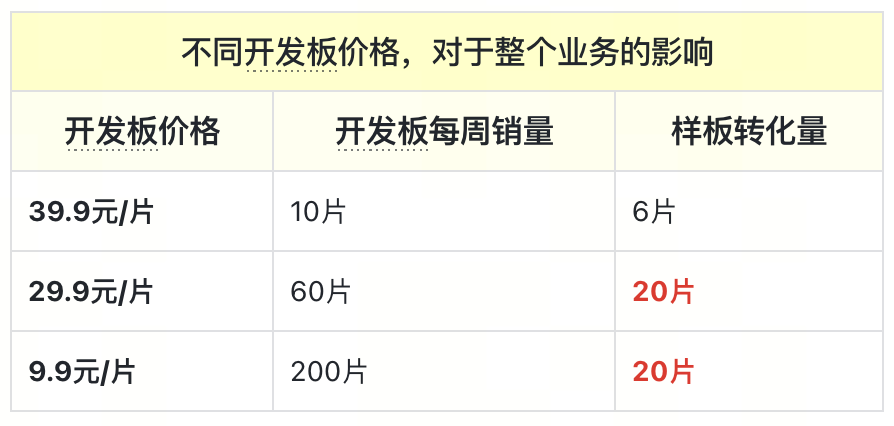 不同开发板价格，对于整个业务的影响
开发板价格 开发板每周销量 样板转化量
39.9元/片 10片 6片
29.9元/片 60片 20片
9.9元/片 200片 20片